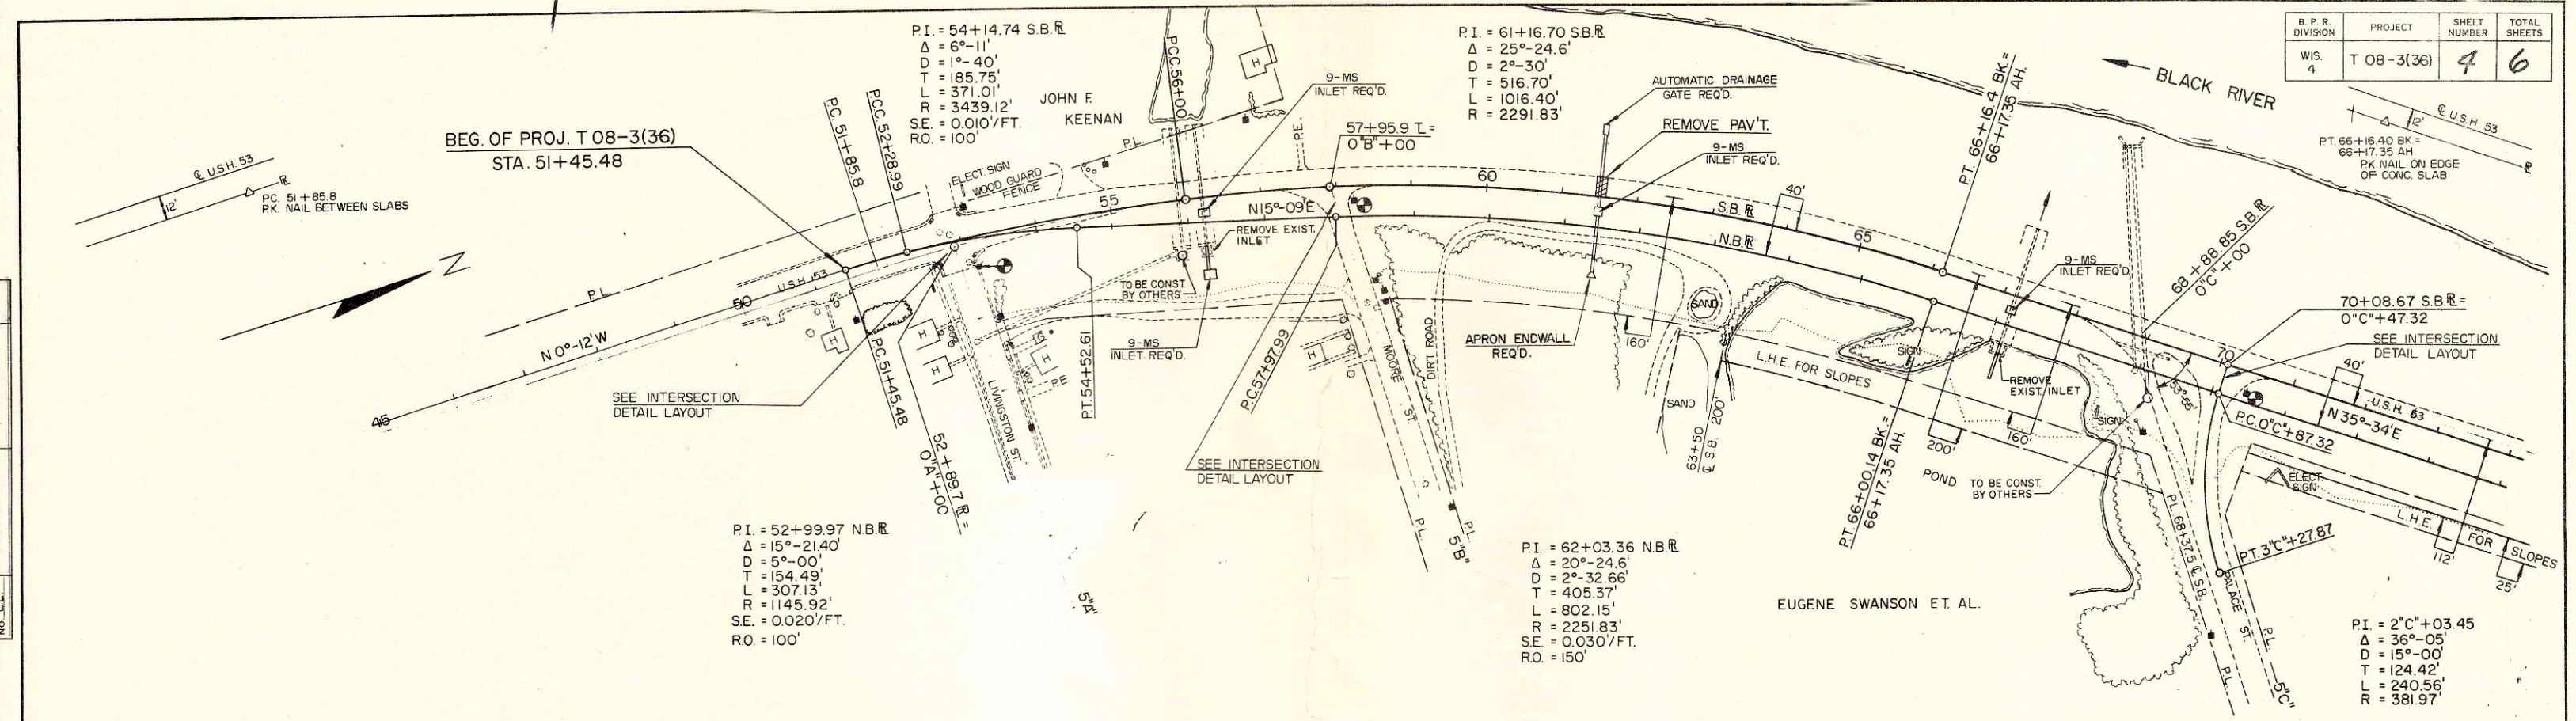 B. P. R. DIVISION
PROJECT
SHEET NUMBER
TOTAL SHEETS
WIS. 4
T 08-3(36)
4
6
BLACK RIVER
℄ U.S.H. 53
12'
P.T. 66+16.40 BK.=
66+17.35 AH.
P.K. NAIL ON EDGE
OF CONC. SLAB
℄ U.S.H. 53
12'
P.C. 51+85.8
P.K. NAIL BETWEEN SLABS
N
BEG. OF PROJ. T 08-3(36)
STA. 51+45.48
P.I. = 54+14.74 S.B.RL
Δ = 6°-11'
D = 1°-40'
T = 185.75'
L = 371.01'
R = 3439.12'
S.E. = 0.010'/FT.
R.O. = 100'
JOHN F.
KEENAN
P.I. = 61+16.70 S.B.RL
Δ = 25°-24.6'
D = 2°-30'
T = 516.70'
L = 1016.40'
R = 2291.83'
P.C. 51+85.8
P.C.C. 52+28.99
P.C.C. 56+00
H
9-MS
INLET REQ'D.
P.L.
P.E.
ELECT. SIGN
WOOD GUARD
FENCE
57+95.9 T̵L̵ =
0"B"+00
AUTOMATIC DRAINAGE
GATE REQ'D.
REMOVE PAV'T.
9-MS
INLET REQ'D.
P.T. 66+16.4 BK.=
66+17.35 AH.
45
N 0°-12' W
P.L.
50
U.S.H. 53
55
N15°-09'E
60
S.B. RL
N.B. RL
40'
65
9-MS
INLET REQ'D
68+88.85 S.B. RL
0"C"+00
70+08.67 S.B. RL =
0"C"+47.32
SEE INTERSECTION
DETAIL LAYOUT
70
40'
U.S.H. 53
N 35°-34'E
P.C. 0"C"+87.32
53°-55'
REMOVE EXIST.
INLET
TO BE CONST.
BY OTHERS
9-MS
INLET REQ'D.
H
H
H
H
H
P.C. 51+45.48
52+89.7 RL =
0"A"+00
SEE INTERSECTION
DETAIL LAYOUT
LIVINGSTON ST.
P.E.
P.T. 54+52.61
P.C. 57+97.99
SEE INTERSECTION
DETAIL LAYOUT
MOORE ST.
DIRT ROAD
APRON ENDWALL
REQ'D.
160'
SAND
SAND
63+50
℄ S.B. 200'
L.H.E. FOR SLOPES
SIGN
REMOVE
EXIST. INLET
SIGN
200'
160'
P.T. 66+00.14 BK.=
66+17.35 AH.
POND
TO BE CONST.
BY OTHERS
ELECT.
SIGN
L.H.E.
FOR
SLOPES
112'
25'
P.T. 3"C"+27.87
P.L. 68+37.5 ℄ S.B.
PALACE
ST.
P.L.
P.L.
5"C"
P.L.
P.L.
5"B"
5"A"
P.I. = 52+99.97 N.B.RL
Δ = 15°-21.40'
D = 5°-00'
T = 154.49'
L = 307.13'
R = 1145.92'
S.E. = 0.020'/FT.
R.O. = 100'
P.I. = 62+03.36 N.B.RL
Δ = 20°-24.6'
D = 2°-32.66'
T = 405.37'
L = 802.15'
R = 2251.83'
S.E. = 0.030'/FT.
R.O. = 150'
EUGENE SWANSON ET. AL.
P.I. = 2"C"+03.45
Δ = 36°-05'
D = 15°-00'
T = 124.42'
L = 240.56'
R = 381.97'